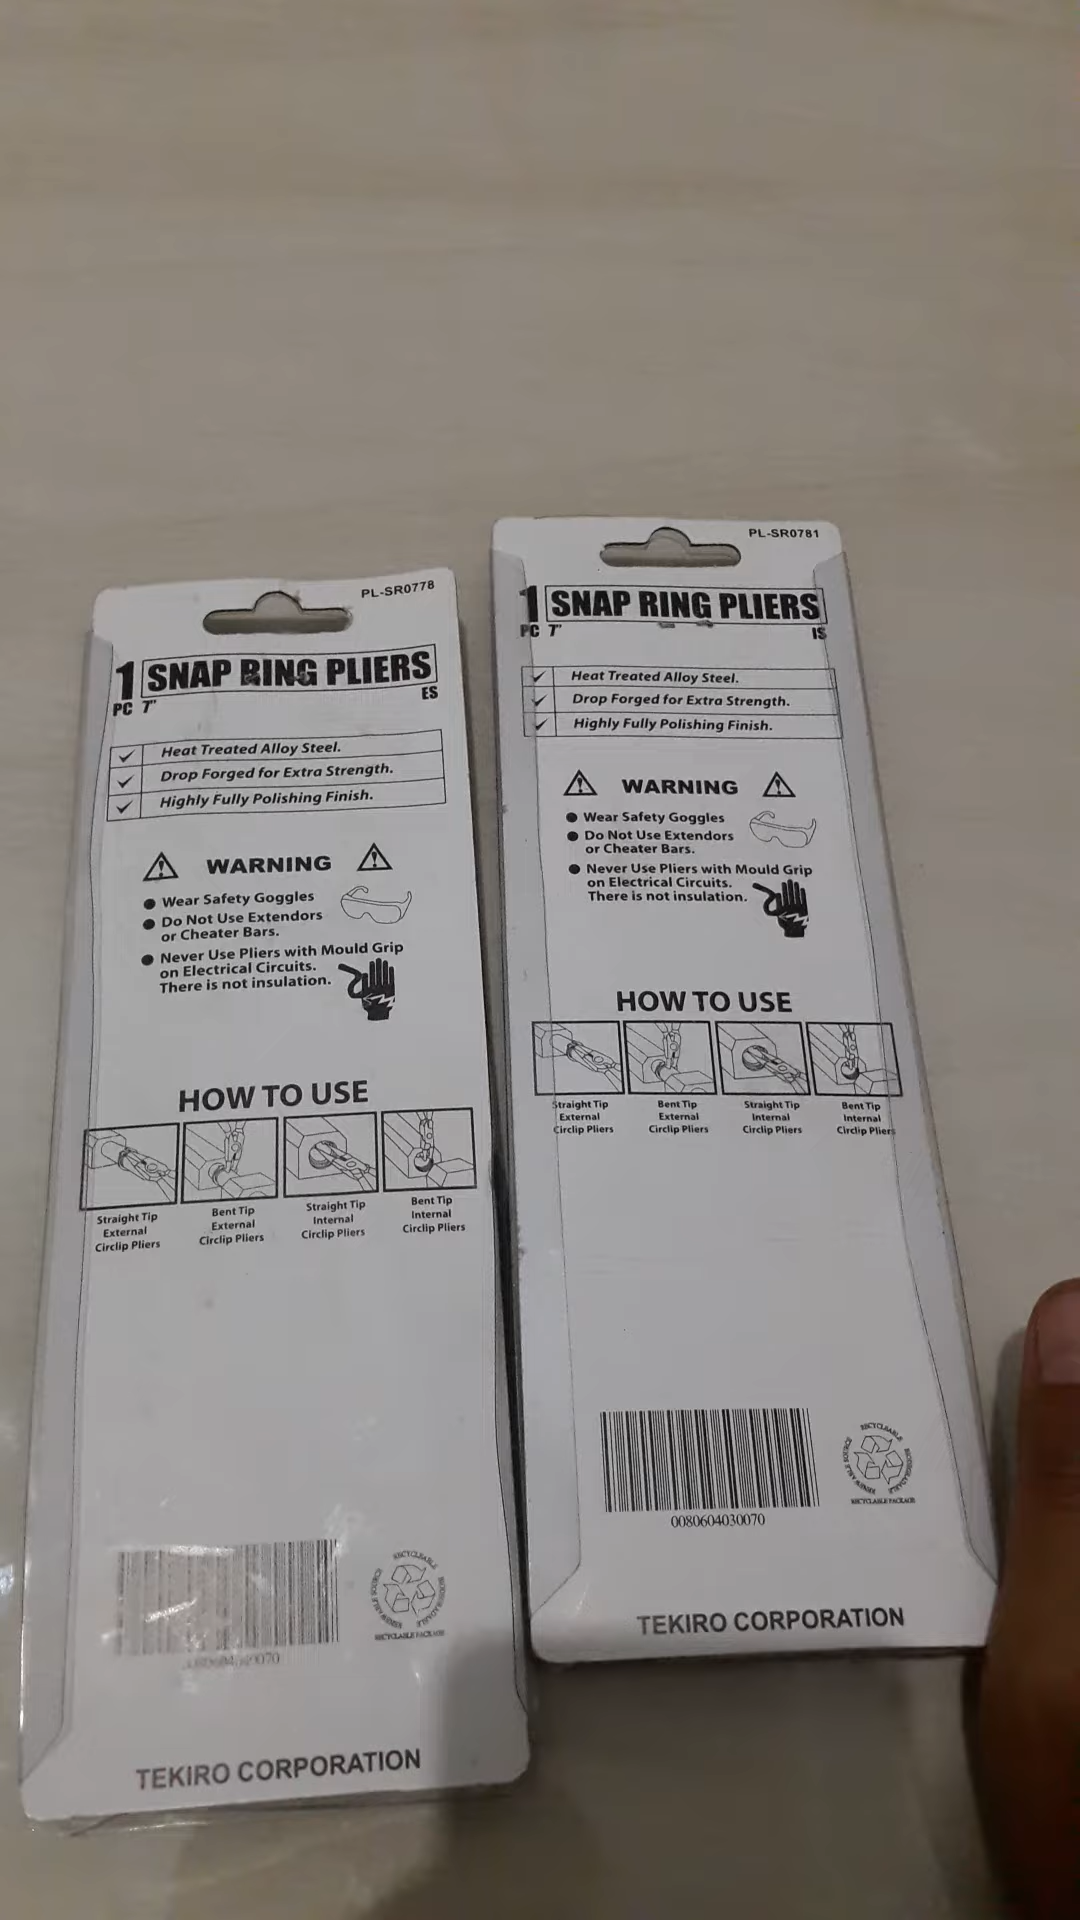 PL-SR0778
1 SNAP RING PLIERS
PC 7" ES
✓ Heat Treated Alloy Steel.
✓ Drop Forged for Extra Strength.
✓ Highly Fully Polishing Finish.
WARNING
● Wear Safety Goggles
● Do Not Use Extendors
or Cheater Bars.
● Never Use Pliers with Mould Grip
on Electrical Circuits.
There is not insulation.
HOW TO USE
Straight Tip
External
Circlip Pliers
Bent Tip
External
Circlip Pliers
Straight Tip
Internal
Circlip Pliers
Bent Tip
Internal
Circlip Pliers
RECYCLEABLE
BIODEGRADABLE
RECYCLABLE PACKAGE
TEKIRO CORPORATION
PL-SR0781
1 SNAP RING PLIERS
PC 7" IS
✓ Heat Treated Alloy Steel.
✓ Drop Forged for Extra Strength.
✓ Highly Fully Polishing Finish.
WARNING
● Wear Safety Goggles
● Do Not Use Extendors
or Cheater Bars.
● Never Use Pliers with Mould Grip
on Electrical Circuits.
There is not insulation.
HOW TO USE
Straight Tip
External
Circlip Pliers
Bent Tip
External
Circlip Pliers
Straight Tip
Internal
Circlip Pliers
Bent Tip
Internal
Circlip Pliers
0080604030070
RECYCLEABLE
BIODEGRADABLE
RECYCLABLE PACKAGE
TEKIRO CORPORATION